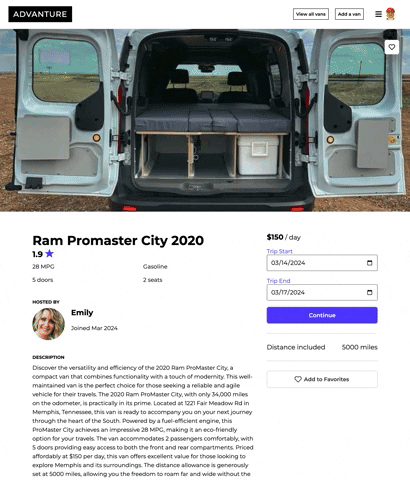 ADVANTURE
View all vans
Add a van
Ram Promaster City 2020
1.9
28 MPG
Gasoline
5 doors
2 seats
HOSTED BY
Emily
Joined Mar 2024
DESCRIPTION
Discover the versatility and efficiency of the 2020 Ram ProMaster City, a
compact van that combines functionality with a touch of modernity. This well-
maintained van is the perfect choice for those seeking a reliable and agile
vehicle for their travels. The 2020 Ram ProMaster City, with only 34,000 miles
on the odometer, is practically in its prime. Located at 1221 Fair Meadow Rd in
Memphis, Tennessee, this van is ready to accompany you on your next journey
through the heart of the South. Powered by a fuel-efficient engine, this
ProMaster City achieves an impressive 28 MPG, making it an eco-friendly
option for your travels. The van accommodates 2 passengers comfortably, with
5 doors providing easy access to both the front and rear compartments. Priced
affordably at $150 per day, this van offers excellent value for those looking to
explore Memphis and its surroundings. The distance allowance is generously
set at 5000 miles, allowing you the freedom to roam far and wide without the
$150 / day
Trip Start
03/14/2024
Trip End
03/17/2024
Continue
Distance included 5000 miles
Add to Favorites